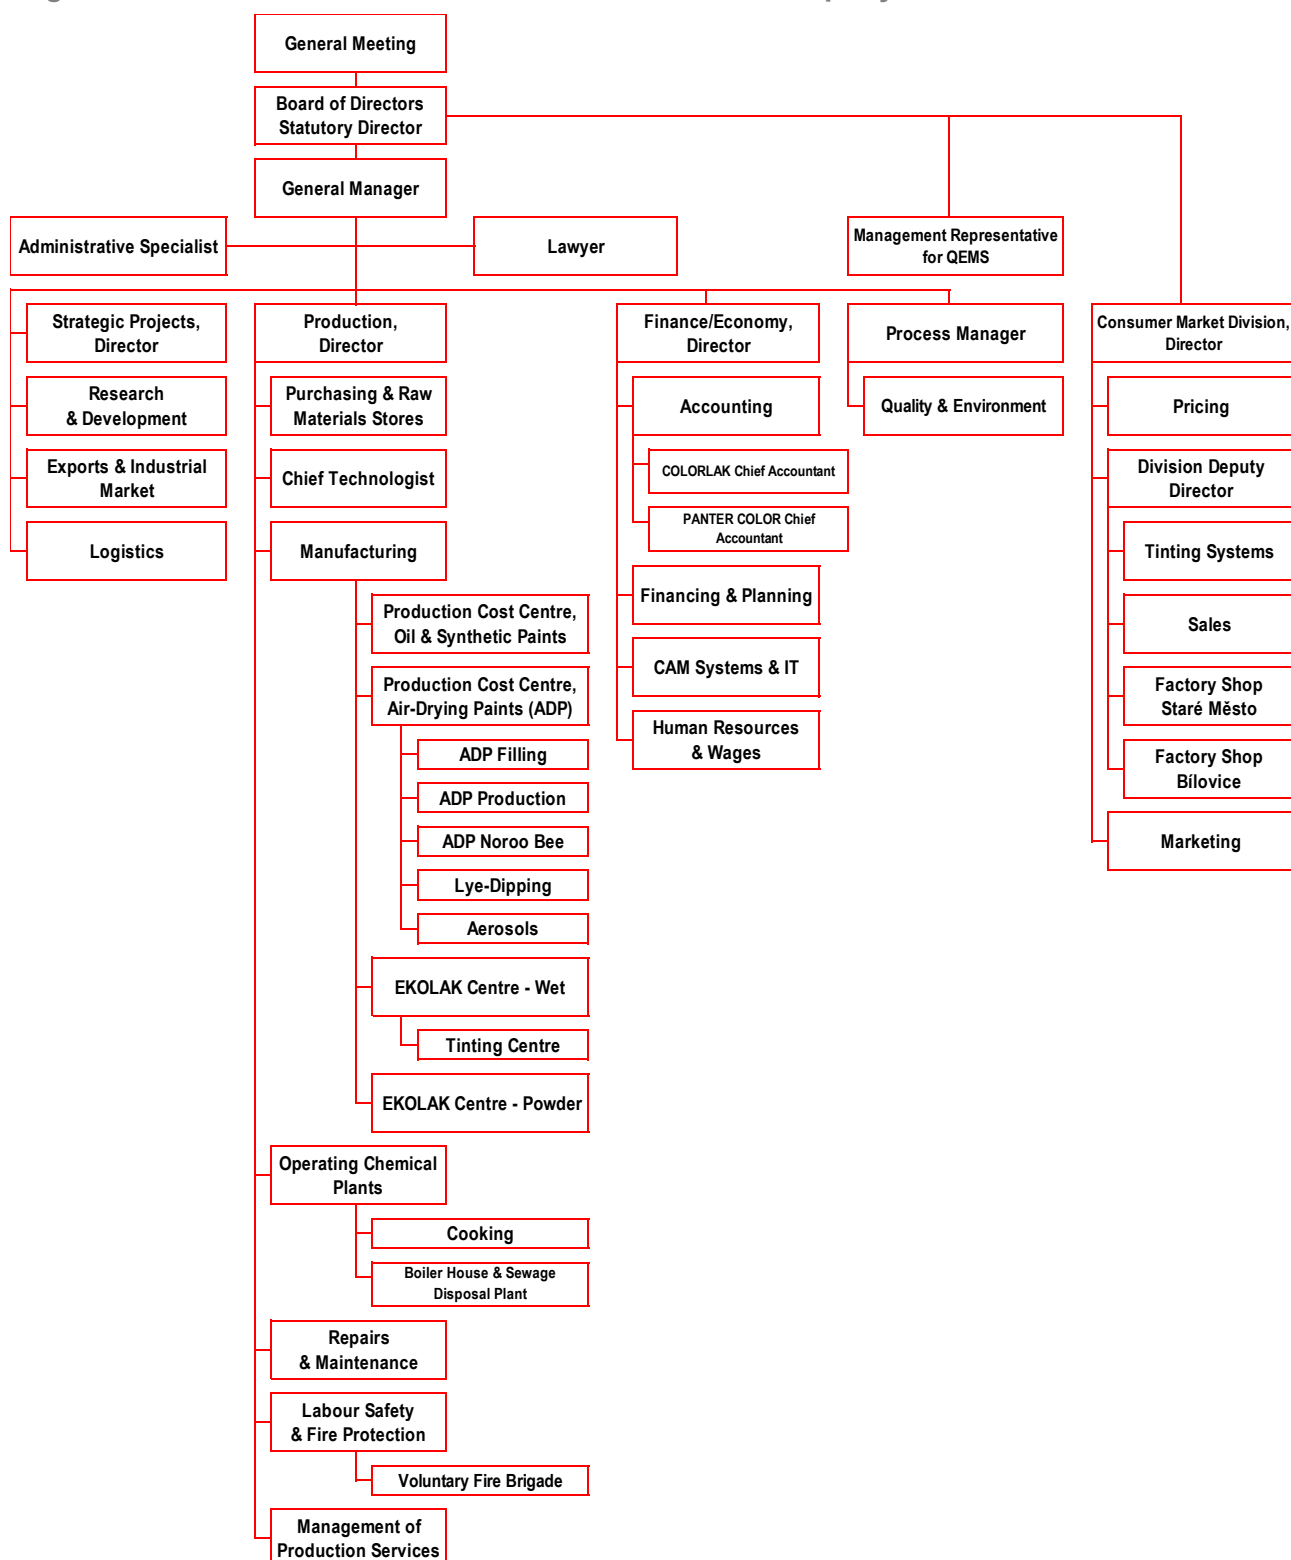 General Meeting
Board of Directors
Statutory Director
General Manager
Administrative Specialist
Lawyer
Management Representative
for QEMS
Strategic Projects,
Director
Production,
Director
Finance/Economy,
Director
Process Manager
Consumer Market Division,
Director
Research
& Development
Purchasing & Raw
Materials Stores
Accounting
Quality & Environment
Pricing
Exports & Industrial
Market
Chief Technologist
COLORLAK Chief Accountant
Division Deputy
Director
PANTER COLOR Chief
Accountant
Logistics
Manufacturing
Tinting Systems
Financing & Planning
Production Cost Centre,
Oil & Synthetic Paints
Sales
CAM Systems & IT
Production Cost Centre,
Air-Drying Paints (ADP)
Factory Shop
Staré Město
Human Resources
& Wages
ADP Filling
Factory Shop
Bílovice
ADP Production
ADP Noroo Bee
Marketing
Lye-Dipping
Aerosols
EKOLAK Centre - Wet
Tinting Centre
EKOLAK Centre - Powder
Operating Chemical
Plants
Cooking
Boiler House & Sewage
Disposal Plant
Repairs
& Maintenance
Labour Safety
& Fire Protection
Voluntary Fire Brigade
Management of
Production Services